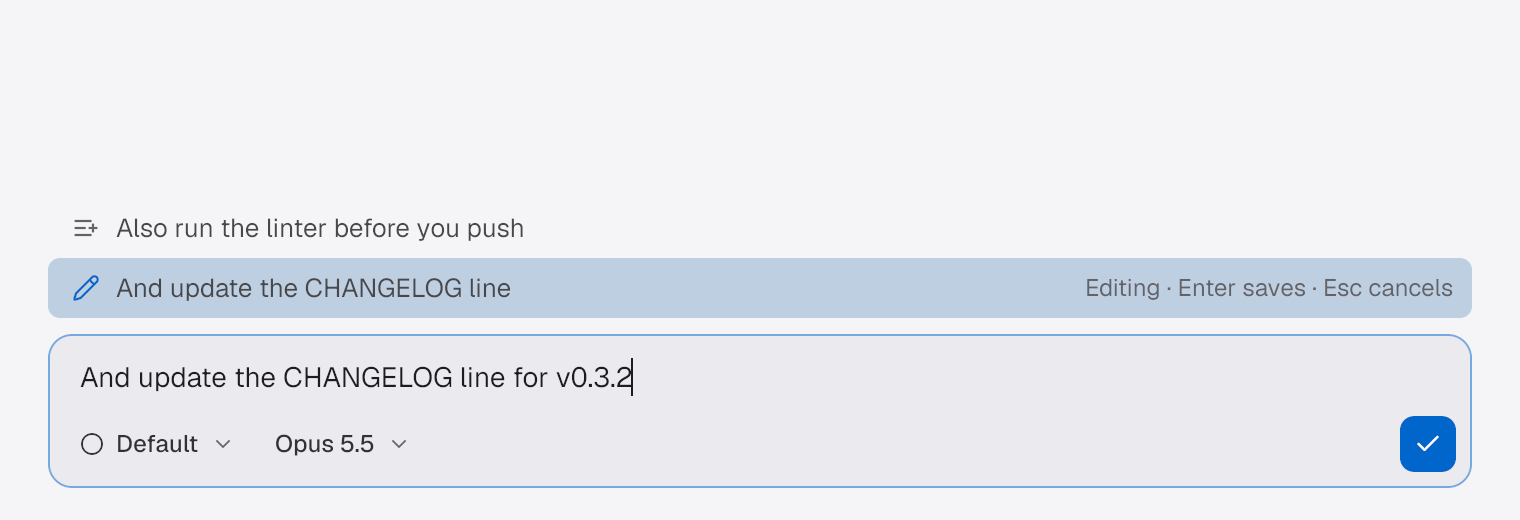 Also run the linter before you push
And update the CHANGELOG line Editing · Enter saves · Esc cancels
And update the CHANGELOG line for v0.3.2
Default Opus 5.5